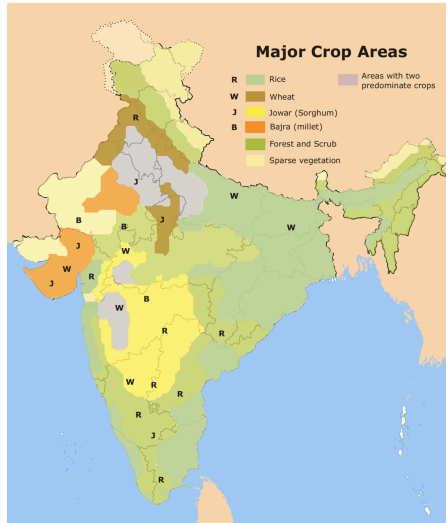 Major Crop Areas
R Rice
W Wheat
J Jowar (Sorghum)
B Bajra (millet)
Forest and Scrub
Sparse vegetation
Areas with two
predominate crops
R
J
W
W
B
B
J
J
W
W
J
R
B
W
R
R
W
R
R
R
J
R